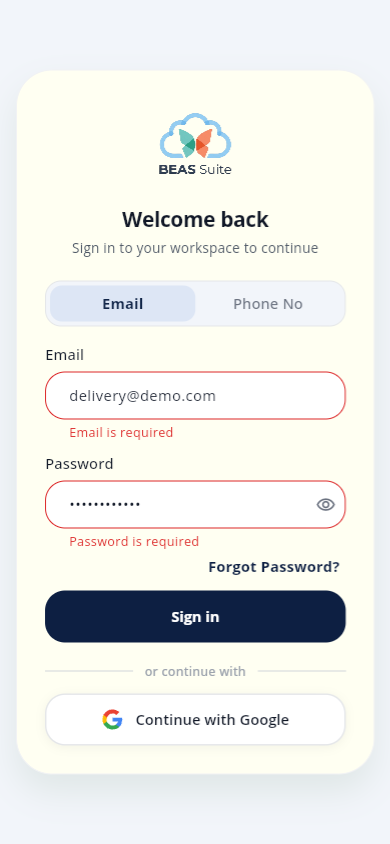 BEAS Suite
Welcome back
Sign in to your workspace to continue
Email
Phone No
Email
delivery@demo.com
Email is required
Password
••••••••••••
Password is required
Forgot Password?
Sign in
or continue with
Continue with Google